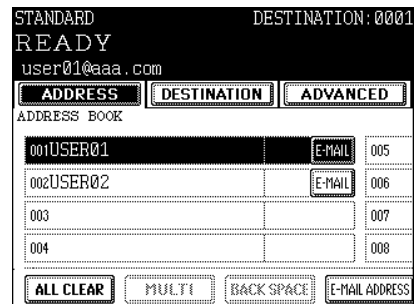 STANDARD DESTINATION:0001
READY
user01@aaa.com
ADDRESS DESTINATION ADVANCED
ADDRESS BOOK
001USER01 E-MAIL 005
002USER02 E-MAIL 006
003 007
004 008
ALL CLEAR MULTI BACK SPACE E-MAIL ADDRESS